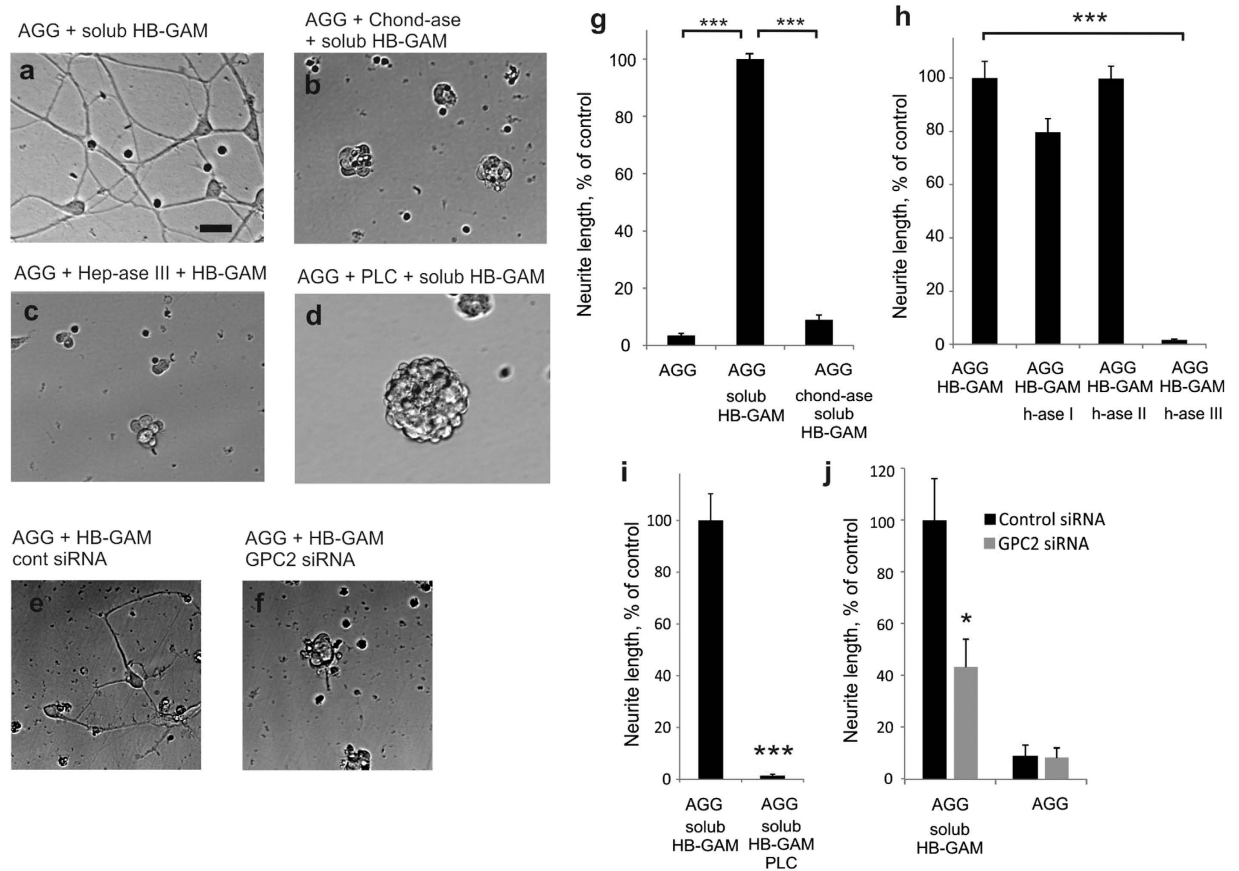 AGG + solub HB-GAM
a
AGG + Chond-ase
+ solub HB-GAM
b
AGG + Hep-ase III + HB-GAM
c
AGG + PLC + solub HB-GAM
d
AGG + HB-GAM
cont siRNA
e
AGG + HB-GAM
GPC2 siRNA
f
g
*** ***
Neurite length, % of control
100
80
60
40
20
0
AGG
AGG
solub
HB-GAM
AGG
chond-ase
solub
HB-GAM
h
***
Neurite length, % of control
100
80
60
40
20
0
AGG
HB-GAM
AGG
HB-GAM
h-ase I
AGG
HB-GAM
h-ase II
AGG
HB-GAM
h-ase III
i
Neurite length, % of control
100
80
60
40
20
0
***
AGG
solub
HB-GAM
AGG
solub
HB-GAM
PLC
j
Neurite length, % of control
120
100
80
60
40
20
0
Control siRNA
GPC2 siRNA
*
AGG
solub
HB-GAM
AGG